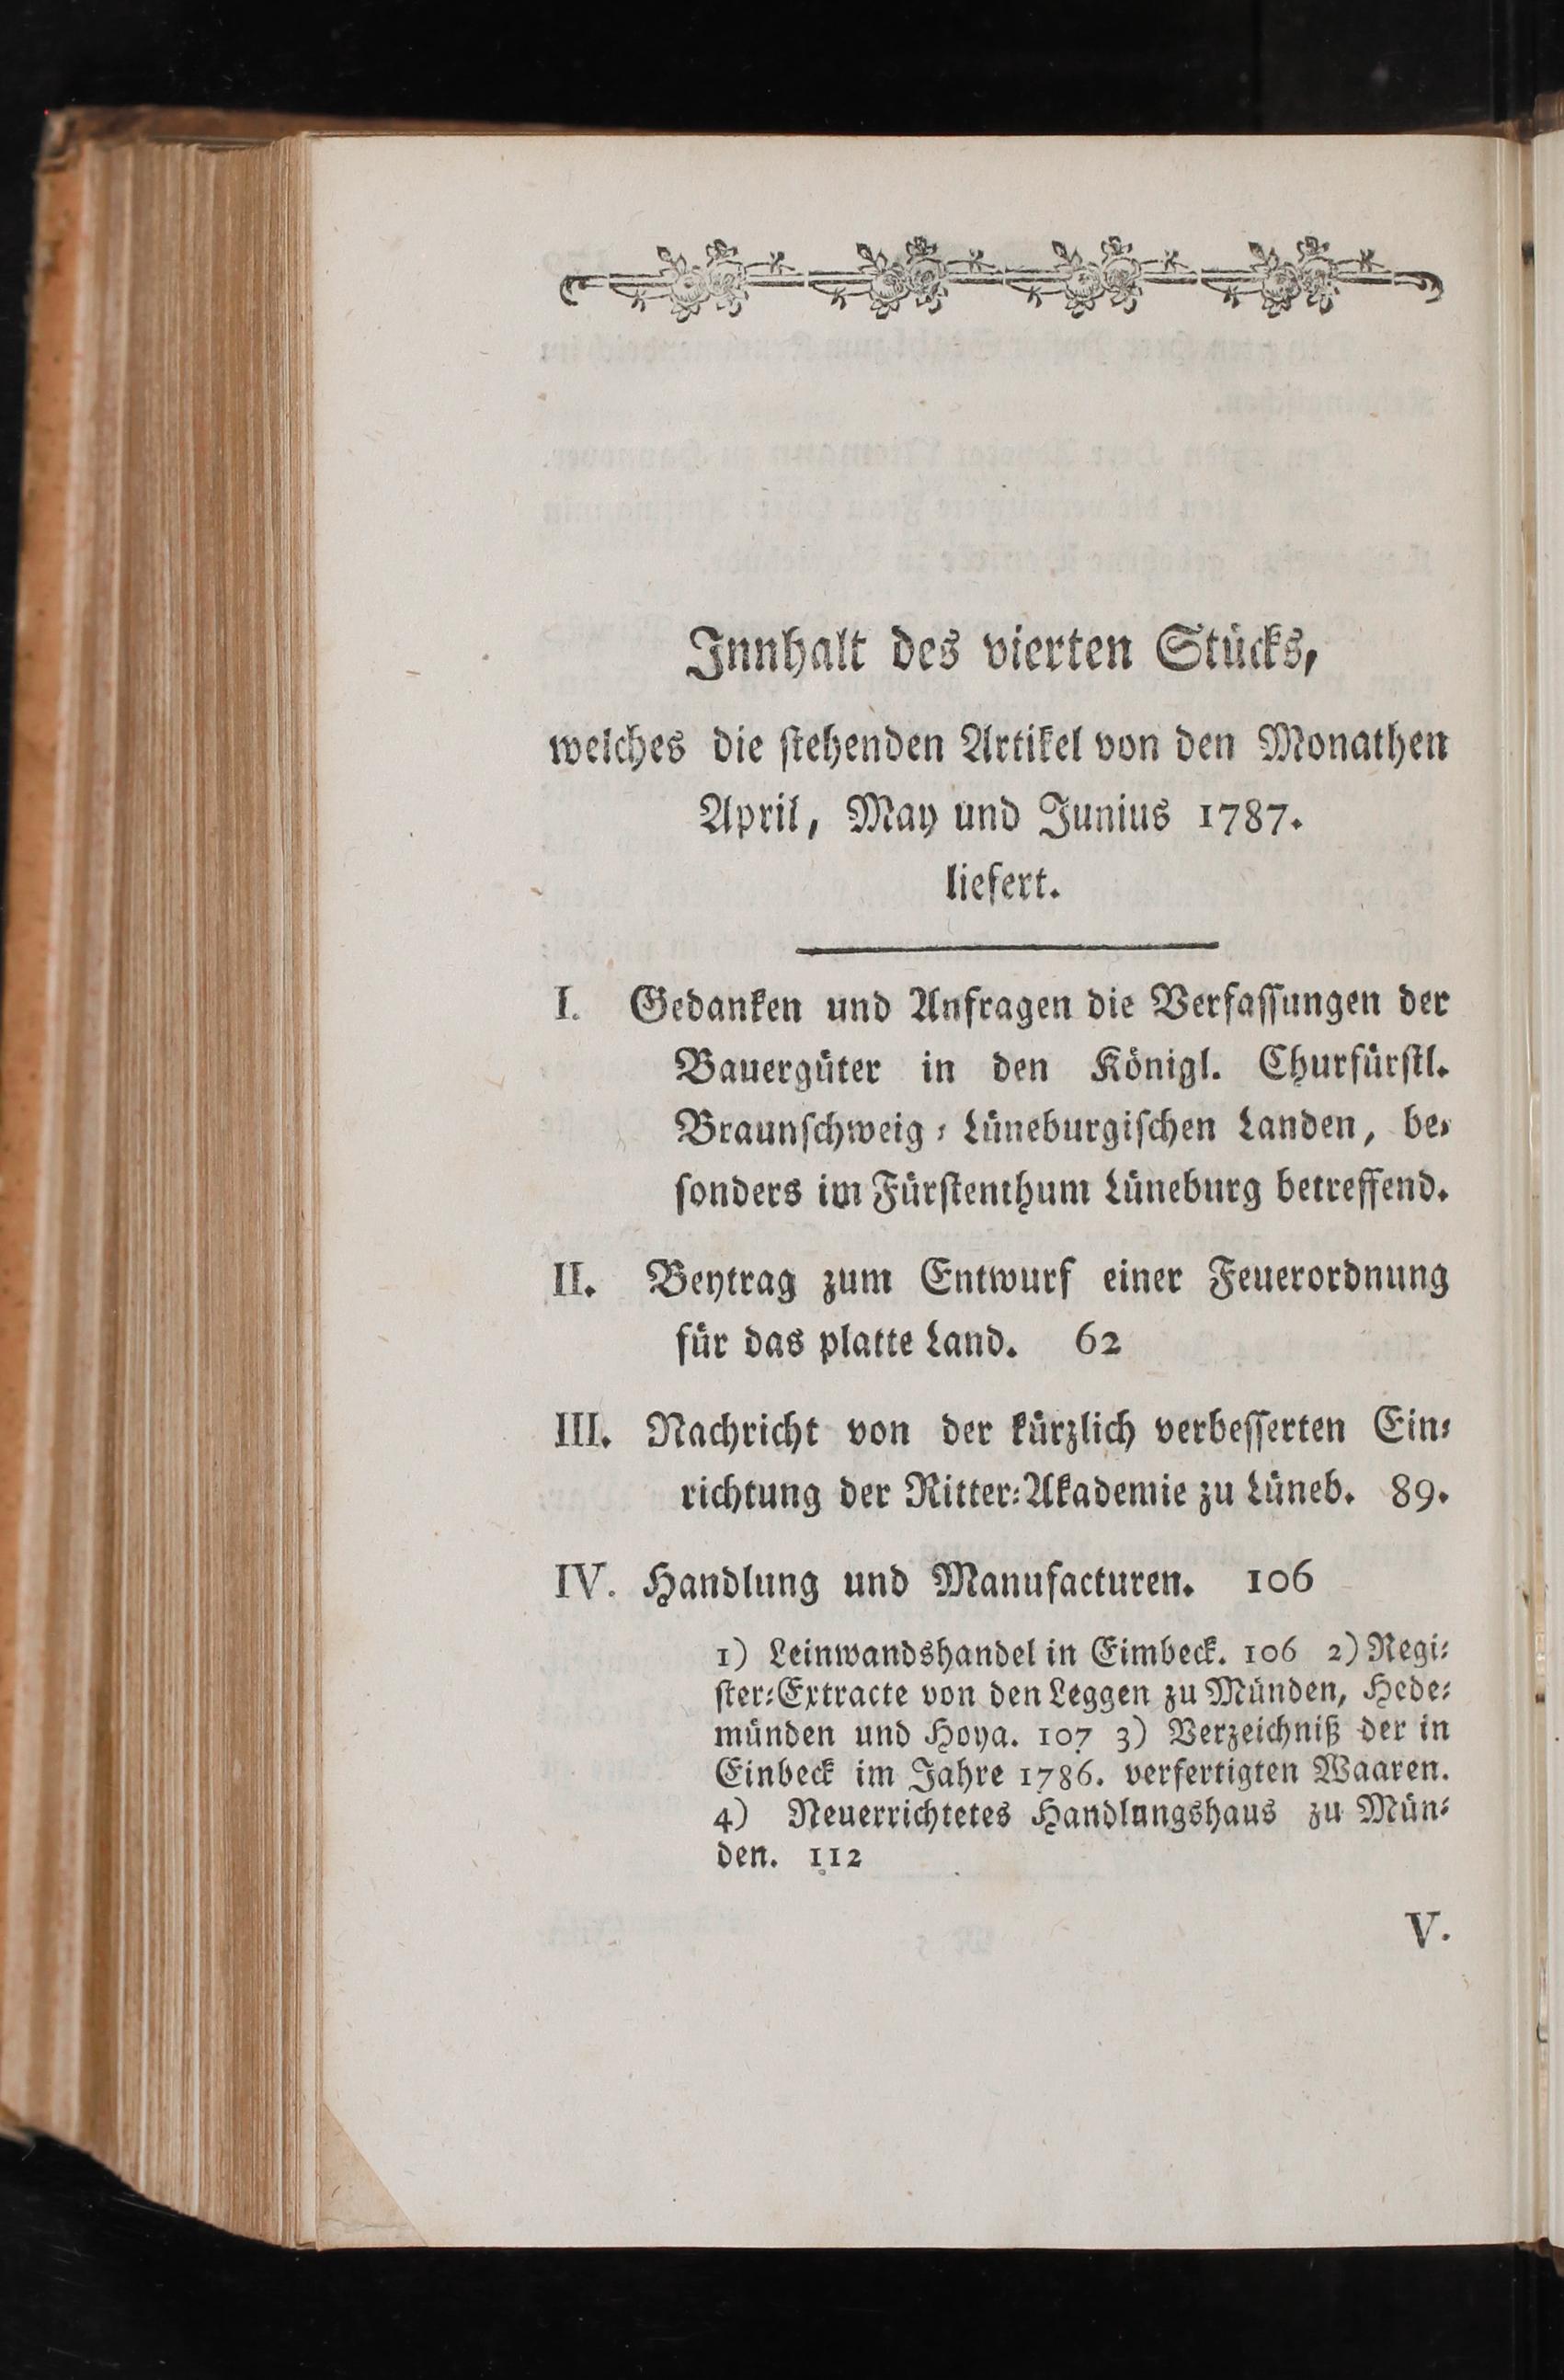 Innhalt des vierten Stücks,
welches die stehenden Artikel von den Monathen
April, May und Junius 1787.
liefert.
I. Gedanken und Anfragen die Verfassungen der
Bauergüter in den Königl. Churfürstl.
Braunschweig-Lüneburgischen Landen, be-
sonders im Fürstenthum Lüneburg betreffend.
II. Beytrag zum Entwurf einer Feuerordnung
für das platte Land. 62
III. Nachricht von der kürzlich verbesserten Ein-
richtung der Ritter-Akademie zu Lüneb. 89.
IV. Handlung und Manufacturen. 106
1) Leinwandshandel in Eimbeck. 106 2) Regi-
ster-Extracte von den Leggen zu Münden, Hede-
münden und Hoya. 107 3) Verzeichniß der in
Einbeck im Jahre 1786. verfertigten Waaren.
4) Neuerrichtetes Handlungshaus zu Mün-
den. 112
V.